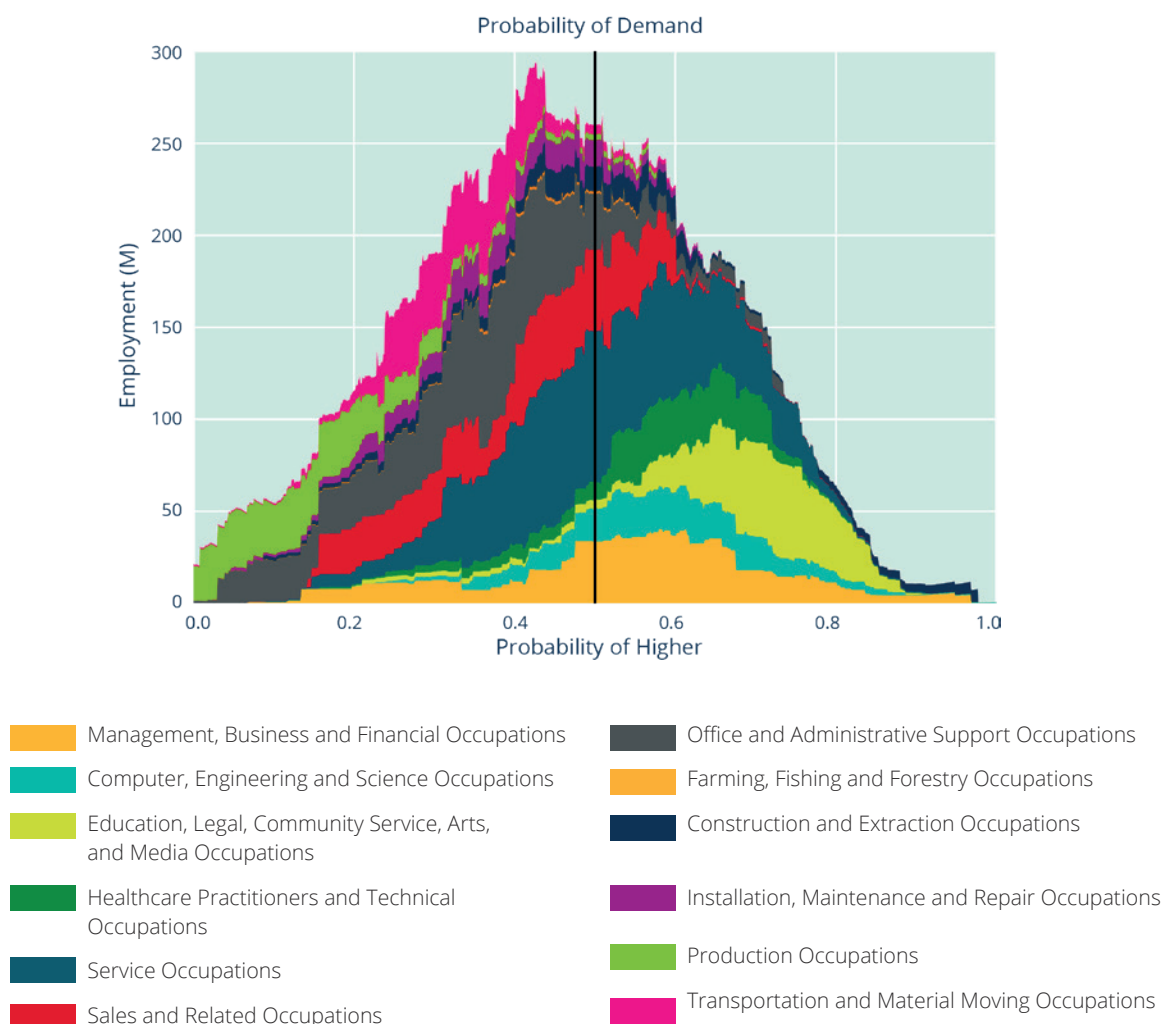 Probability of Demand
300
250
200
150
100
50
0
Employment (M)
0.0 0.2 0.4 0.6 0.8 1.0
Probability of Higher
Management, Business and Financial Occupations
Computer, Engineering and Science Occupations
Education, Legal, Community Service, Arts,
and Media Occupations
Healthcare Practitioners and Technical
Occupations
Service Occupations
Sales and Related Occupations
Office and Administrative Support Occupations
Farming, Fishing and Forestry Occupations
Construction and Extraction Occupations
Installation, Maintenance and Repair Occupations
Production Occupations
Transportation and Material Moving Occupations